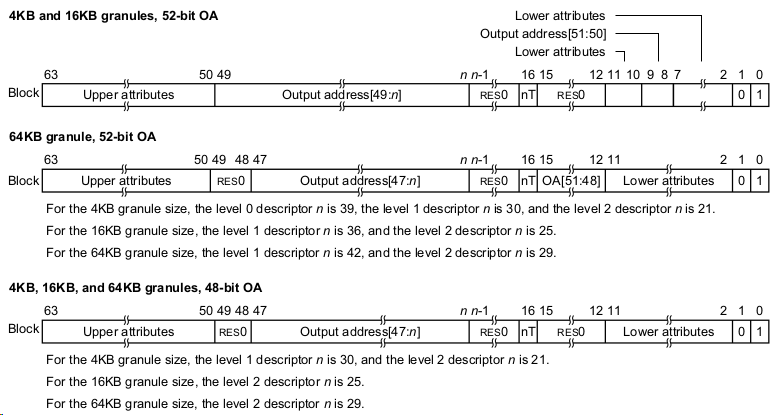 4KB and 16KB granules, 52-bit OA
Lower attributes
Output address[51:50]
Lower attributes
63 50 49 n n-1 16 15 12 11 10 9 8 7 2 1 0
Block Upper attributes Output address[49:n] RES0 nT RES0 0 1
64KB granule, 52-bit OA
63 50 49 48 47 n n-1 16 15 12 11 2 1 0
Block Upper attributes RES0 Output address[47:n] RES0 nT OA[51:48] Lower attributes 0 1
For the 4KB granule size, the level 0 descriptor n is 39, the level 1 descriptor n is 30, and the level 2 descriptor n is 21.
For the 16KB granule size, the level 1 descriptor n is 36, and the level 2 descriptor n is 25.
For the 64KB granule size, the level 1 descriptor n is 42, and the level 2 descriptor n is 29.
4KB, 16KB, and 64KB granules, 48-bit OA
63 50 49 48 47 n n-1 16 15 12 11 2 1 0
Block Upper attributes RES0 Output address[47:n] RES0 nT RES0 Lower attributes 0 1
For the 4KB granule size, the level 1 descriptor n is 30, and the level 2 descriptor n is 21.
For the 16KB granule size, the level 2 descriptor n is 25.
For the 64KB granule size, the level 2 descriptor n is 29.